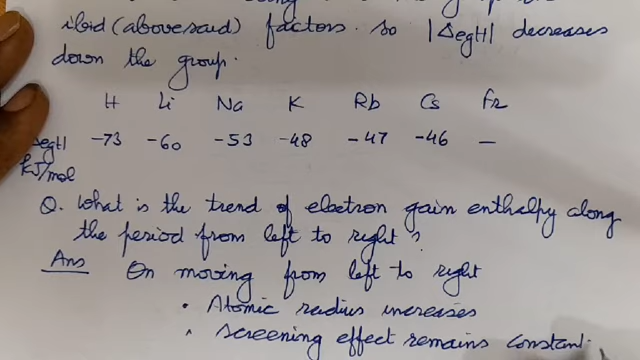 ibid (abovesaid) factors. so |ΔegH| decreases
down the group.
H Li Na K Rb Cs Fr
ΔegH -73 -60 -53 -48 -47 -46 —
kJ/mol
Q. What is the trend of electron gain enthalpy along
the period from left to right?
Ans On moving from left to right
• Atomic radius increases
• Screening effect remains constant.